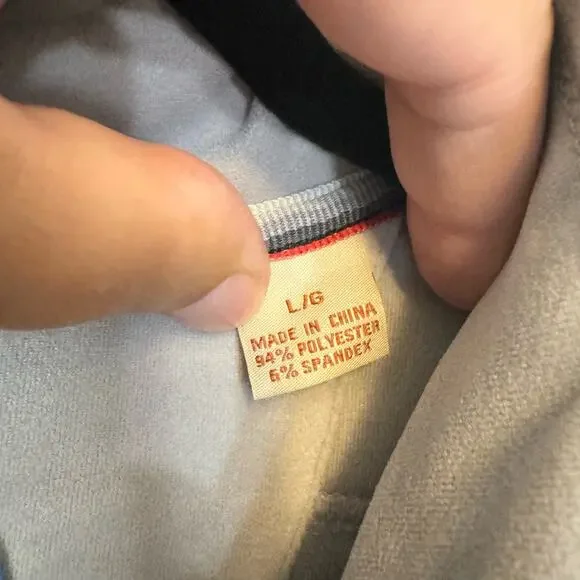 L/G
MADE IN CHINA
94% POLYESTER
6% SPANDEX